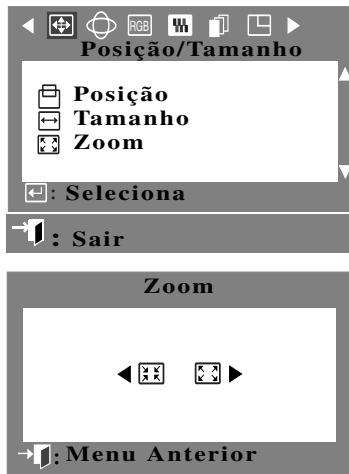 RGB
Posição/Tamanho
Posição
Tamanho
Zoom
: Seleciona
: Sair
Zoom
: Menu Anterior